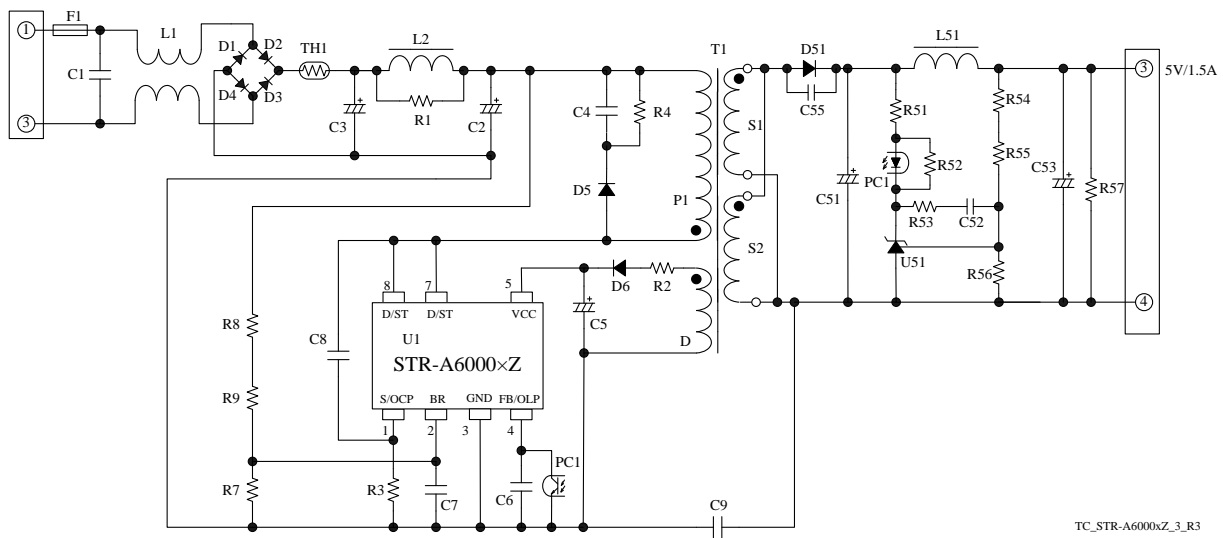 F1
L1
D1
D2
D4
D3
C1
1
3
TH1
L2
R1
C3
C2
C4
R4
D5
P1
T1
S1
S2
D51
C55
L51
R51
R52
PC1
R53
C52
U51
R54
R55
R56
C51
C53
R57
3
4
5V/1.5A
8
7
5
D/ST
D/ST
VCC
U1
STR-A6000×Z
S/OCP
BR
GND
FB/OLP
1
2
3
4
D6
R2
C5
D
C8
R8
R9
R7
R3
C7
C6
PC1
C9
TC_STR-A6000xZ_3_R3